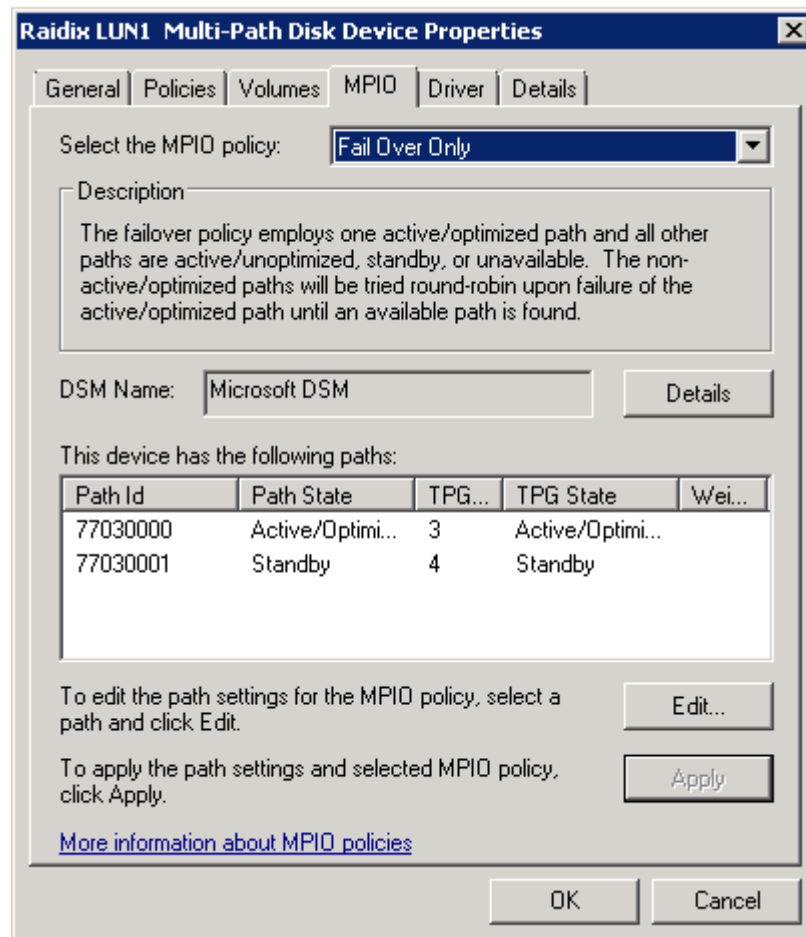 Raidix LUN1  Multi-Path Disk Device Properties
General Policies Volumes MPIO Driver Details
Select the MPIO policy: Fail Over Only
Description
The failover policy employs one active/optimized path and all other
paths are active/unoptimized, standby, or unavailable.  The non-
active/optimized paths will be tried round-robin upon failure of the
active/optimized path until an available path is found.
DSM Name: Microsoft DSM Details
This device has the following paths:
Path Id Path State TPG... TPG State Wei...
77030000 Active/Optimi... 3 Active/Optimi...
77030001 Standby 4 Standby
To edit the path settings for the MPIO policy, select a
path and click Edit.
Edit...
To apply the path settings and selected MPIO policy,
click Apply.
Apply
More information about MPIO policies
OK Cancel